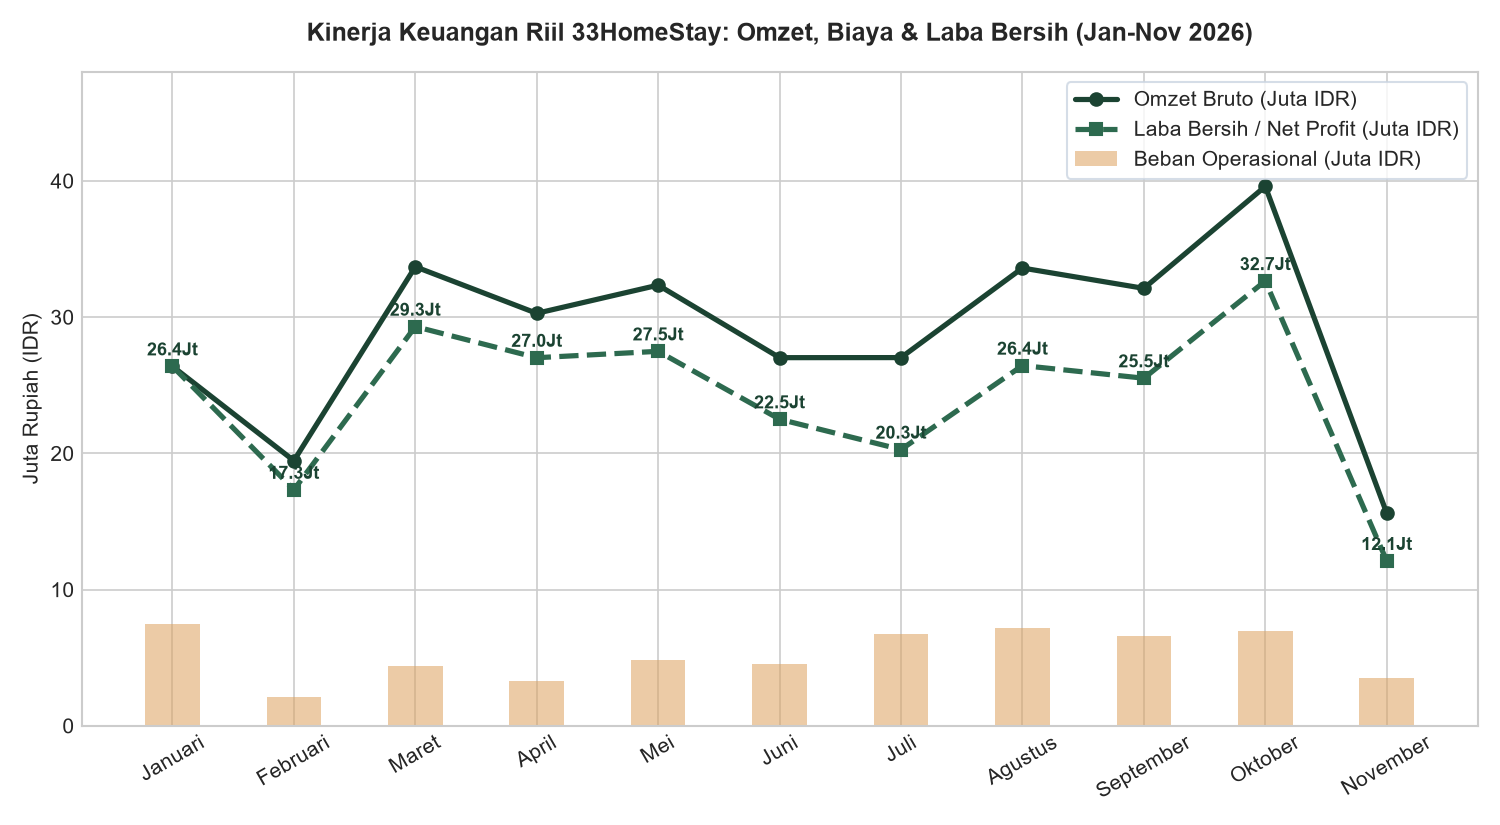 Kinerja Keuangan Riil 33HomeStay: Omzet, Biaya & Laba Bersih (Jan-Nov 2026)
Omzet Bruto (Juta IDR)
Laba Bersih / Net Profit (Juta IDR)
Beban Operasional (Juta IDR)
Juta Rupiah (IDR)
40
30
20
10
0
26.4Jt
17.3Jt
29.3Jt
27.0Jt
27.5Jt
22.5Jt
20.3Jt
26.4Jt
25.5Jt
32.7Jt
12.1Jt
Januari
Februari
Maret
April
Mei
Juni
Juli
Agustus
September
Oktober
November